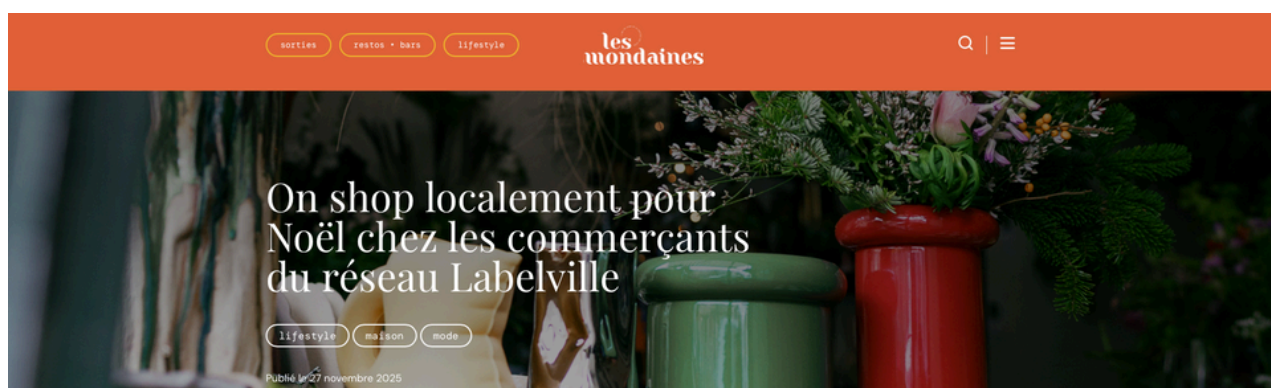 sorties
restos • bars
lifestyle
les
mondaines
On shop localement pour
Noël chez les commerçants
du réseau Labelville
lifestyle
maison
mode
Publié le 27 novembre 2025